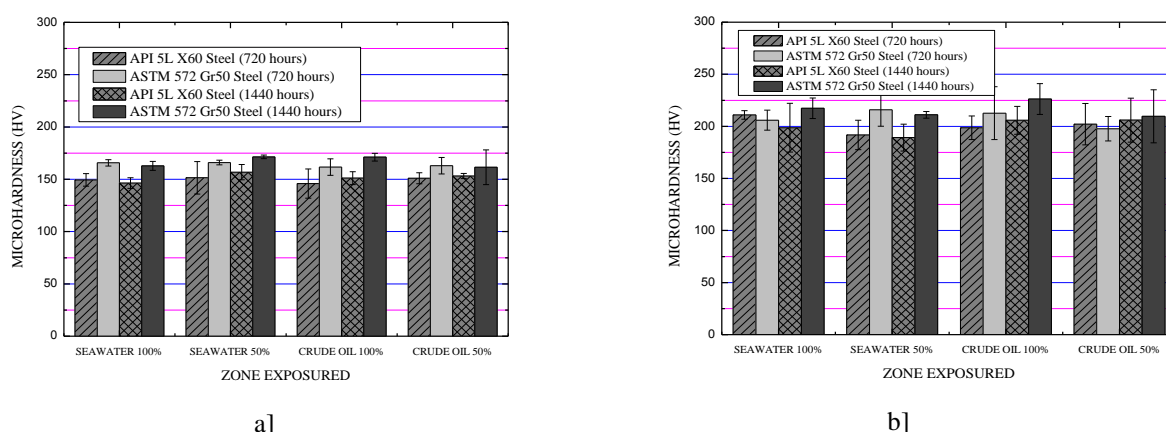 300
250
200
150
100
50
0
MICROHARDNESS (HV)
API 5L X60 Steel (720 hours)
ASTM 572 Gr50 Steel (720 hours)
API 5L X60 Steel (1440 hours)
ASTM 572 Gr50 Steel (1440 hours)
SEAWATER 100% SEAWATER 50% CRUDE OIL 100% CRUDE OIL 50%
ZONE EXPOSURED
a]
300
250
200
150
100
50
0
MICROHARDNESS (HV)
API 5L X60 Steel (720 hours)
ASTM 572 Gr50 Steel (720 hours)
API 5L X60 Steel (1440 hours)
ASTM 572 Gr50 Steel (1440 hours)
SEAWATER 100% SEAWATER 50% CRUDE OIL 100% CRUDE OIL 50%
ZONE EXPOSURED
b]